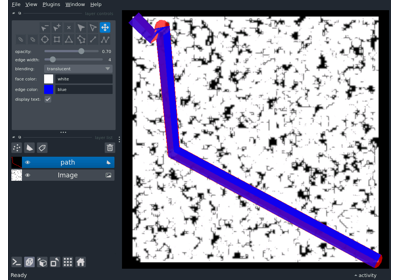 File View Plugins Window Help
opacity: 0.70
edge width: 4
blending: translucent
face color: white
edge color: blue
display text: ✓
path
Image
Ready
activity